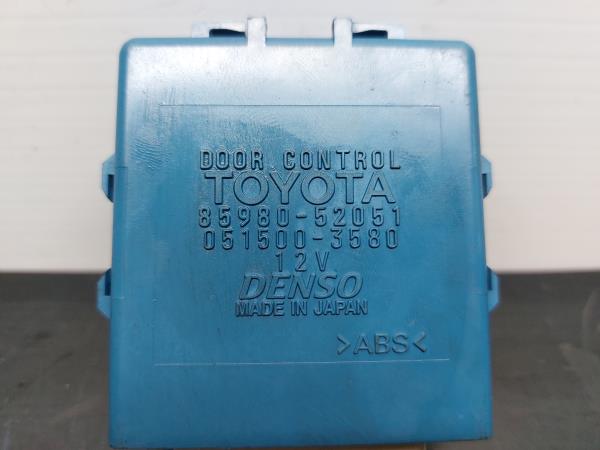 DOOR CONTROL
TOYOTA
85980-52051
051500-3580
12V
DENSO
MADE IN JAPAN
>ABS<